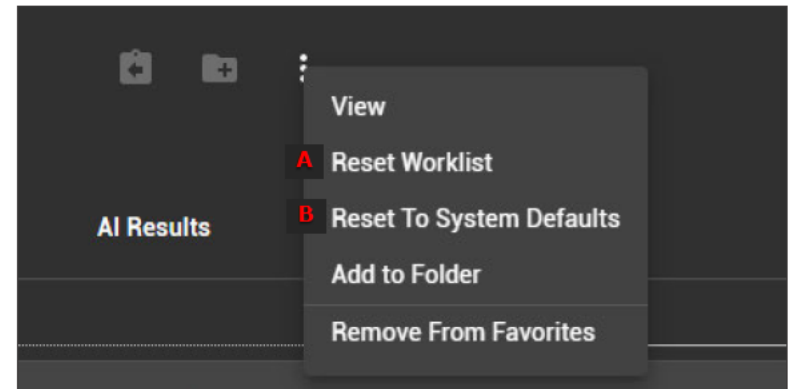 View
A Reset Worklist
AI Results
B Reset To System Defaults
Add to Folder
Remove From Favorites